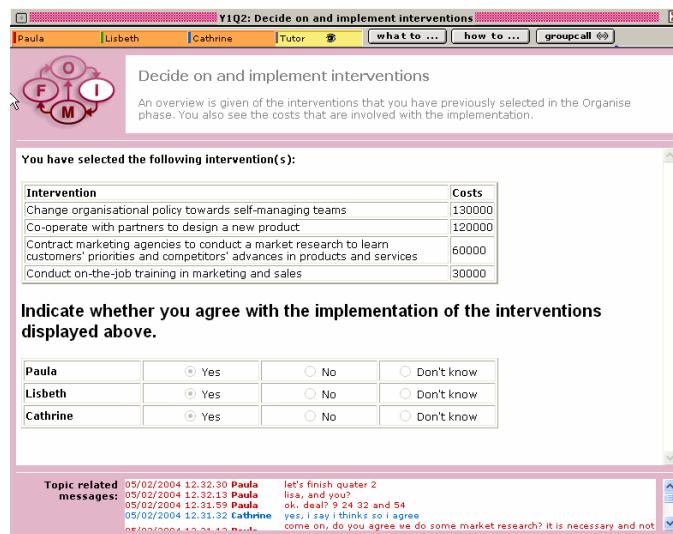 Y1Q2: Decide on and implement interventions
Paula Lisbeth Cathrine Tutor what to ... how to ... groupcall
O
F I
M
Decide on and implement interventions
An overview is given of the interventions that you have previously selected in the Organise
phase. You also see the costs that are involved with the implementation.
You have selected the following intervention(s):
Intervention Costs
Change organisational policy towards self-managing teams 130000
Co-operate with partners to design a new product 120000
Contract marketing agencies to conduct a market research to learn
customers' priorities and competitors' advances in products and services 60000
Conduct on-the-job training in marketing and sales 30000
Indicate whether you agree with the implementation of the interventions
displayed above.
Paula Yes No Don't know
Lisbeth Yes No Don't know
Cathrine Yes No Don't know
Topic related
messages:
05/02/2004 12.32.30 Paula let's finish quater 2
05/02/2004 12.32.13 Paula lisa, and you?
05/02/2004 12.31.59 Paula ok. deal? 9 24 32 and 54
05/02/2004 12.31.32 Cathrine yes, i say i thinks so i agree
come on, do you agree we do some market research? it is necessary and not